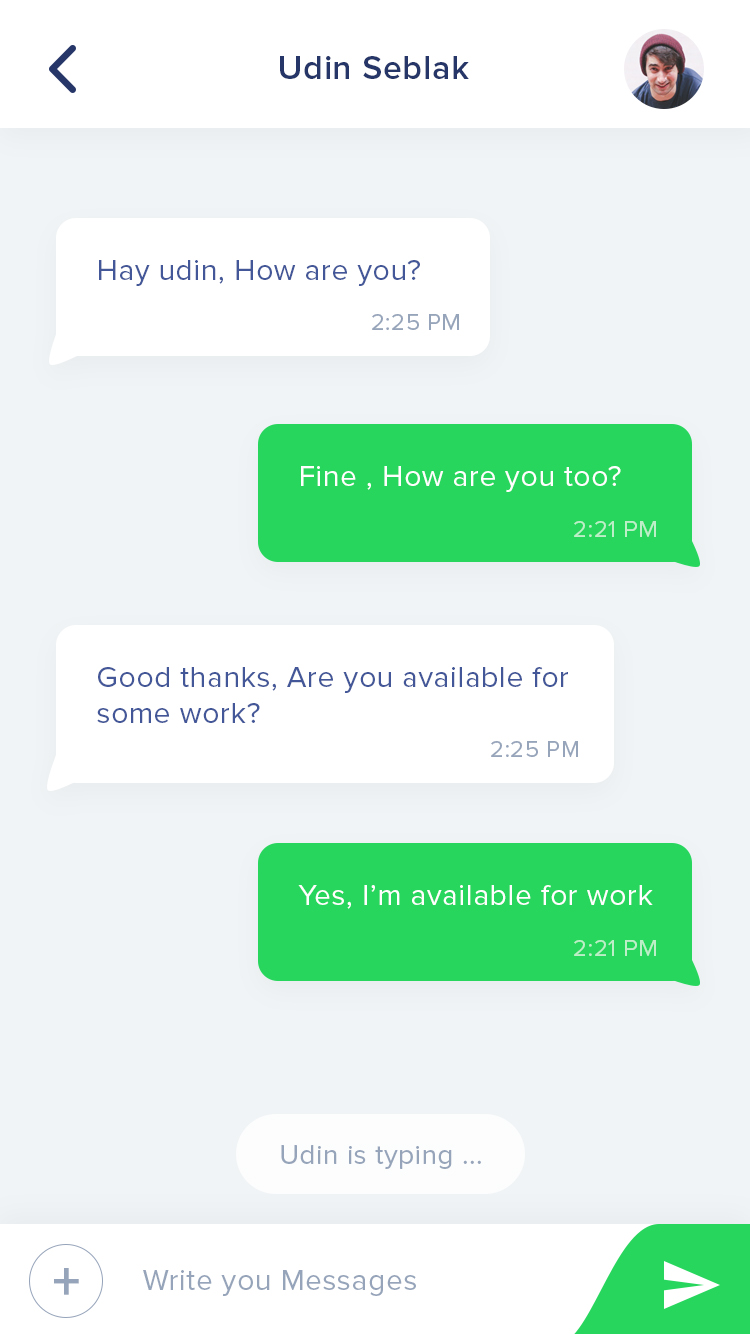 Udin Seblak
Hay udin, How are you?
2:25 PM
Fine , How are you too?
2:21 PM
Good thanks, Are you available for
some work?
2:25 PM
Yes, I’m available for work
2:21 PM
Udin is typing ...
Write you Messages